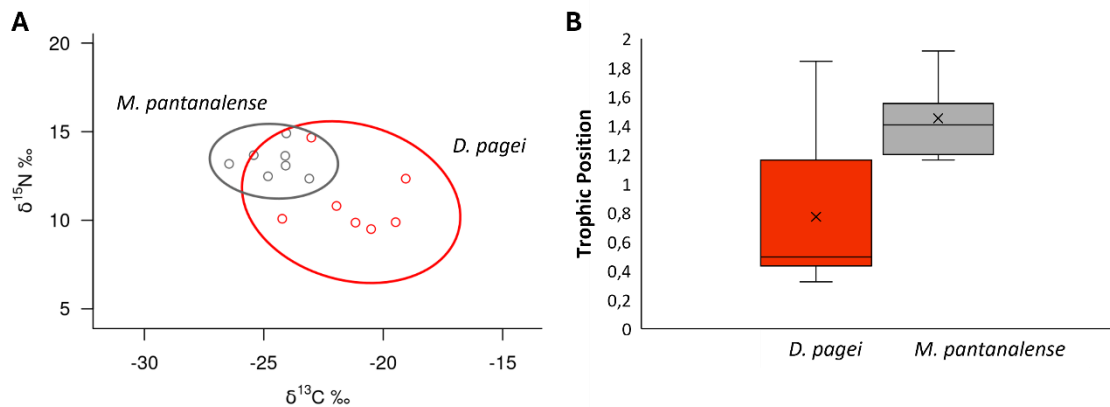 A
20
15
10
5
δ15N ‰
M. pantanalense
D. pagei
-30
-25
-20
-15
δ13C ‰
B
2
1,8
1,6
1,4
1,2
1
0,8
0,6
0,4
0,2
0
Trophic Position
D. pagei
M. pantanalense